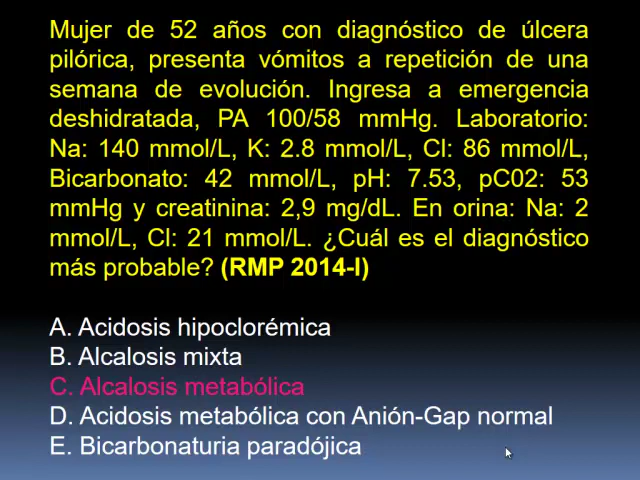 Mujer de 52 años con diagnóstico de úlcera
pilórica, presenta vómitos a repetición de una
semana de evolución. Ingresa a emergencia
deshidratada, PA 100/58 mmHg. Laboratorio:
Na: 140 mmol/L, K: 2.8 mmol/L, Cl: 86 mmol/L,
Bicarbonato: 42 mmol/L, pH: 7.53, pC02: 53
mmHg y creatinina: 2,9 mg/dL. En orina: Na: 2
mmol/L, Cl: 21 mmol/L. ¿Cuál es el diagnóstico
más probable? (RMP 2014-I)
A. Acidosis hipoclorémica
B. Alcalosis mixta
C. Alcalosis metabólica
D. Acidosis metabólica con Anión-Gap normal
E. Bicarbonaturia paradójica